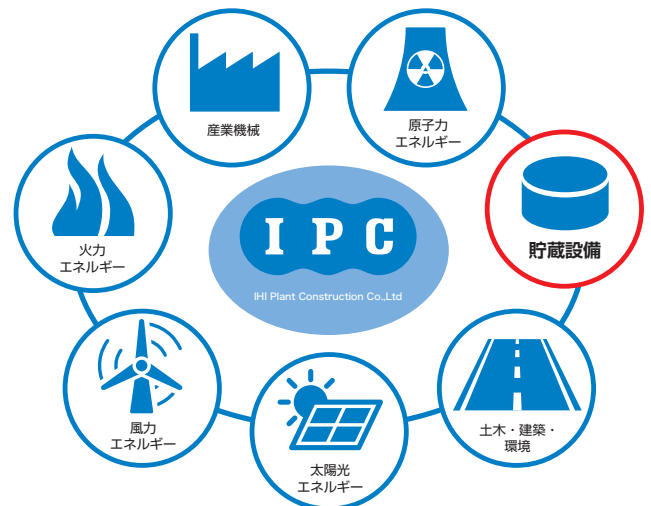 産業機械
原子力
エネルギー
火力
エネルギー
IPC
IHI Plant Construction Co.,Ltd
貯蔵設備
風力
エネルギー
太陽光
エネルギー
土木・建築・
環境